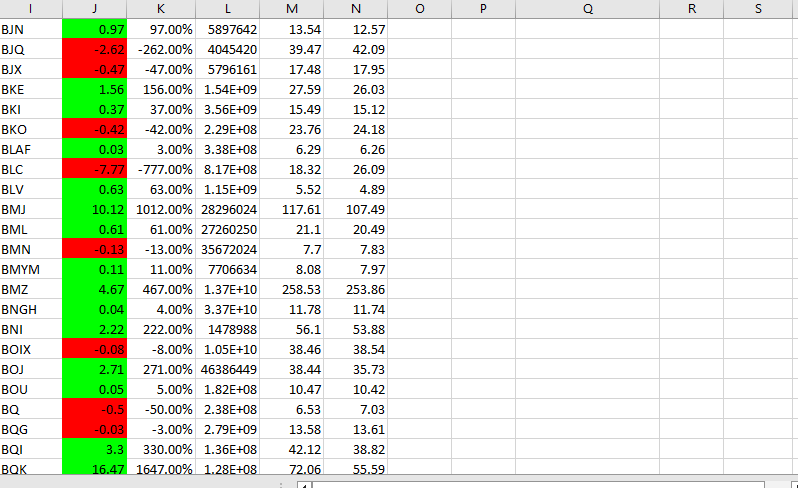 I J K L M N O P Q R S
BJN 0.97 97.00% 5897642 13.54 12.57
BJQ -2.62 -262.00% 4045420 39.47 42.09
BJX -0.47 -47.00% 5796161 17.48 17.95
BKE 1.56 156.00% 1.54E+09 27.59 26.03
BKI 0.37 37.00% 3.56E+09 15.49 15.12
BKO -0.42 -42.00% 2.29E+08 23.76 24.18
BLAF 0.03 3.00% 3.38E+08 6.29 6.26
BLC -7.77 -777.00% 8.17E+08 18.32 26.09
BLV 0.63 63.00% 1.15E+09 5.52 4.89
BMJ 10.12 1012.00% 28296024 117.61 107.49
BML 0.61 61.00% 27260250 21.1 20.49
BMN -0.13 -13.00% 35672024 7.7 7.83
BMYM 0.11 11.00% 7706634 8.08 7.97
BMZ 4.67 467.00% 1.37E+10 258.53 253.86
BNGH 0.04 4.00% 3.37E+10 11.78 11.74
BNI 2.22 222.00% 1478988 56.1 53.88
BOIX -0.08 -8.00% 1.05E+10 38.46 38.54
BOJ 2.71 271.00% 46386449 38.44 35.73
BOU 0.05 5.00% 1.82E+08 10.47 10.42
BQ -0.5 -50.00% 2.38E+08 6.53 7.03
BQG -0.03 -3.00% 2.79E+09 13.58 13.61
BQI 3.3 330.00% 1.36E+08 42.12 38.82
BQK 16.47 1647.00% 1.28E+08 72.06 55.59